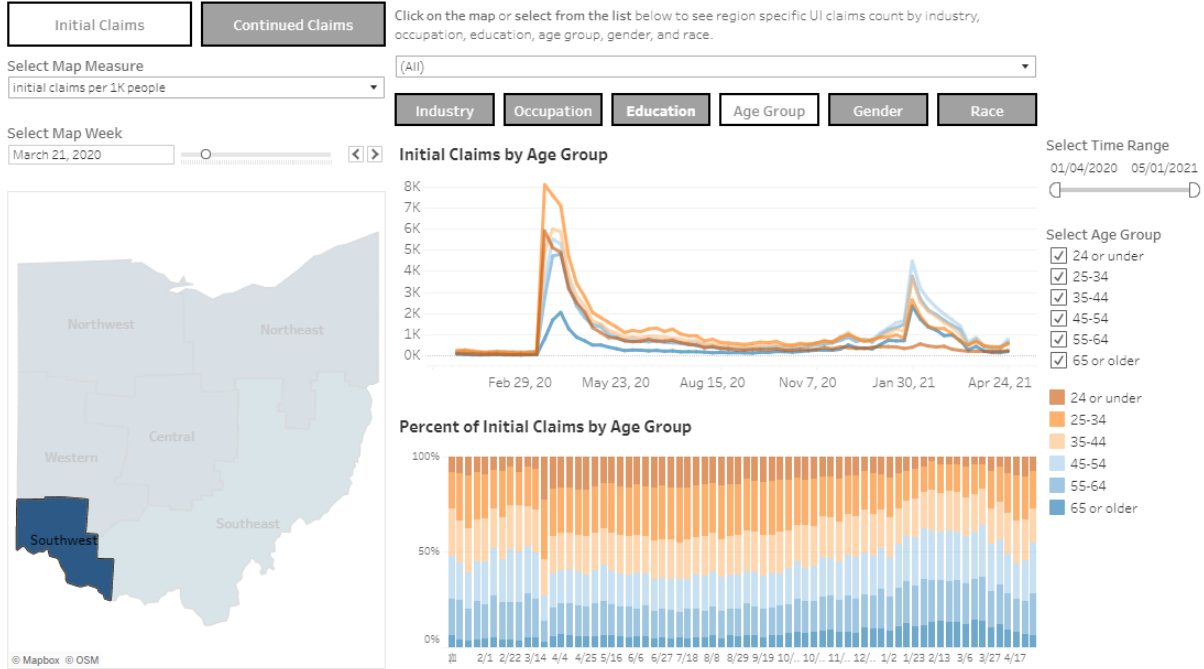 Initial Claims
Continued Claims
Click on the map or select from the list below to see region specific UI claims count by industry,
occupation, education, age group, gender, and race.
Select Map Measure
initial claims per 1K people
(All)
Industry
Occupation
Education
Age Group
Gender
Race
Select Map Week
March 21, 2020
Initial Claims by Age Group
Select Time Range
01/04/2020 05/01/2021
8K
7K
6K
5K
4K
3K
2K
1K
0K
Feb 29, 20 May 23, 20 Aug 15, 20 Nov 7, 20 Jan 30, 21 Apr 24, 21
Select Age Group
24 or under
25-34
35-44
45-54
55-64
65 or older
24 or under
25-34
35-44
45-54
55-64
65 or older
Northwest
Northeast
Central
Western
Southeast
Southwest
Percent of Initial Claims by Age Group
100%
50%
0%
2/1 2/22 3/14 4/4 4/25 5/16 6/6 6/27 7/18 8/8 8/29 9/19 10/.. 10/.. 11/.. 12/.. 1/2 1/23 2/13 3/6 3/27 4/17
© Mapbox © OSM